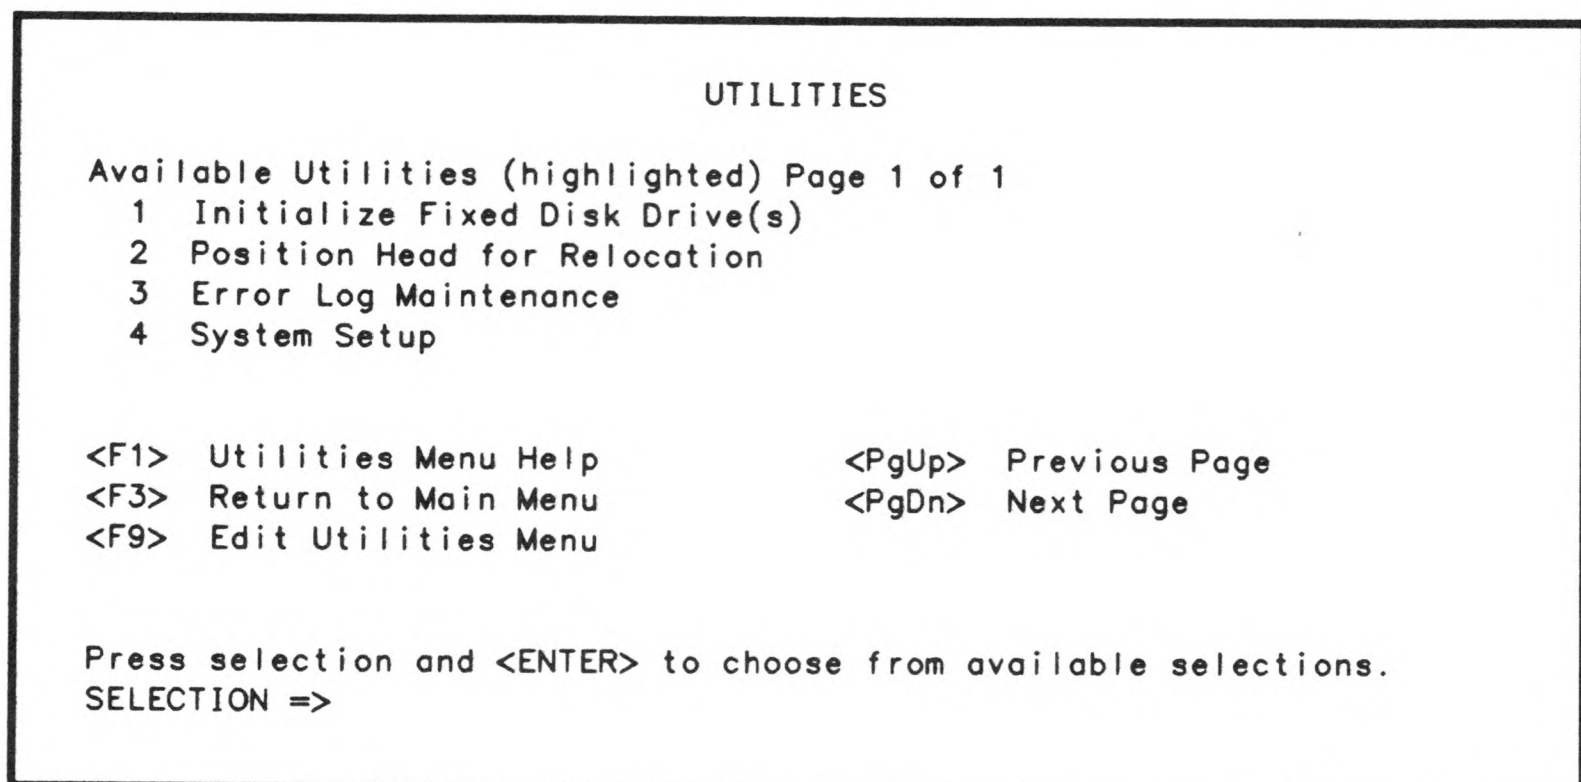 UTILITIES
Available Utilities (highlighted) Page 1 of 1
1 Initialize Fixed Disk Drive(s)
2 Position Head for Relocation
3 Error Log Maintenance
4 System Setup
<F1> Utilities Menu Help <PgUp> Previous Page
<F3> Return to Main Menu <PgDn> Next Page
<F9> Edit Utilities Menu
Press selection and <ENTER> to choose from available selections.
SELECTION =>